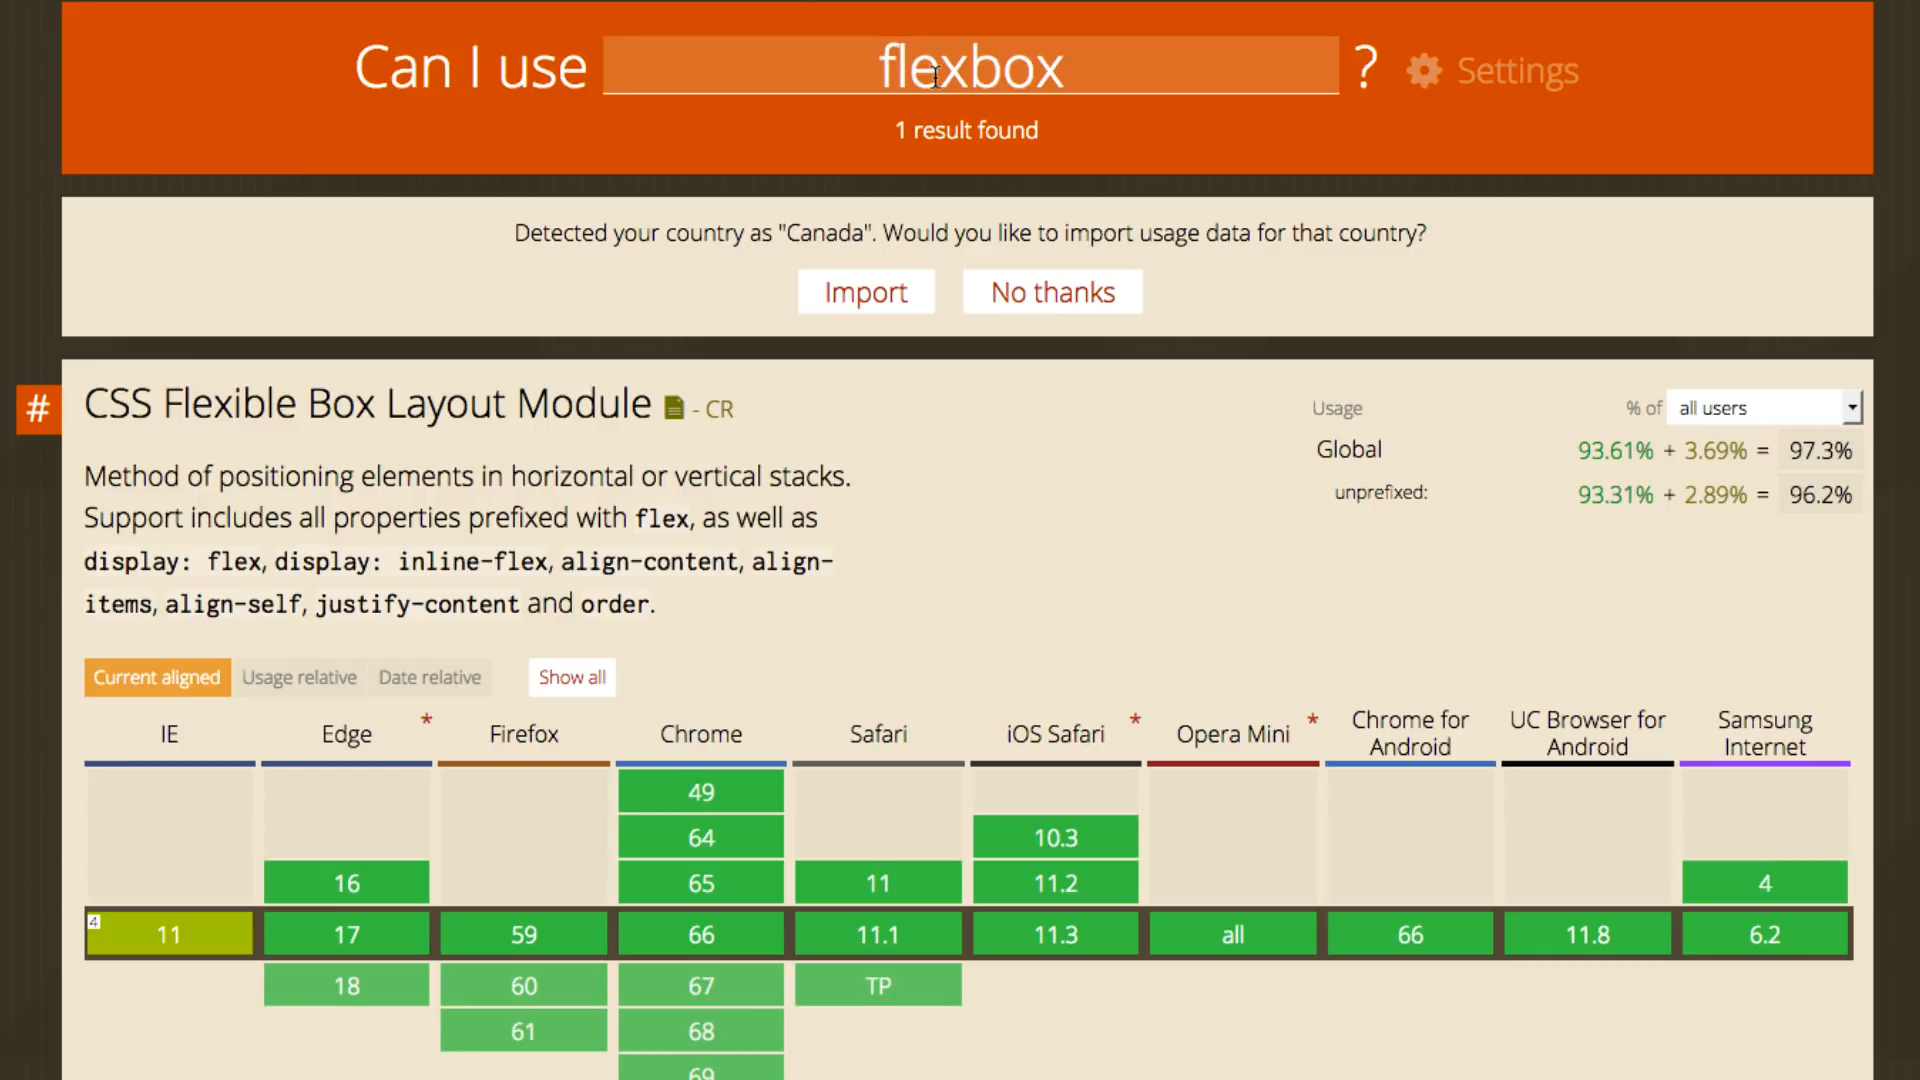 Can I use flexbox ? Settings
1 result found
Detected your country as "Canada". Would you like to import usage data for that country?
Import No thanks
# CSS Flexible Box Layout Module - CR
Usage % of all users
Global 93.61% + 3.69% = 97.3%
unprefixed: 93.31% + 2.89% = 96.2%
Method of positioning elements in horizontal or vertical stacks.
Support includes all properties prefixed with flex, as well as
display: flex, display: inline-flex, align-content, align-
items, align-self, justify-content and order.
Current aligned Usage relative Date relative Show all
IE Edge * Firefox Chrome Safari iOS Safari * Opera Mini * Chrome for Android UC Browser for Android Samsung Internet
49
64 10.3
16 65 11 11.2 4
4 11 17 59 66 11.1 11.3 all 66 11.8 6.2
18 60 67 TP
61 68
69